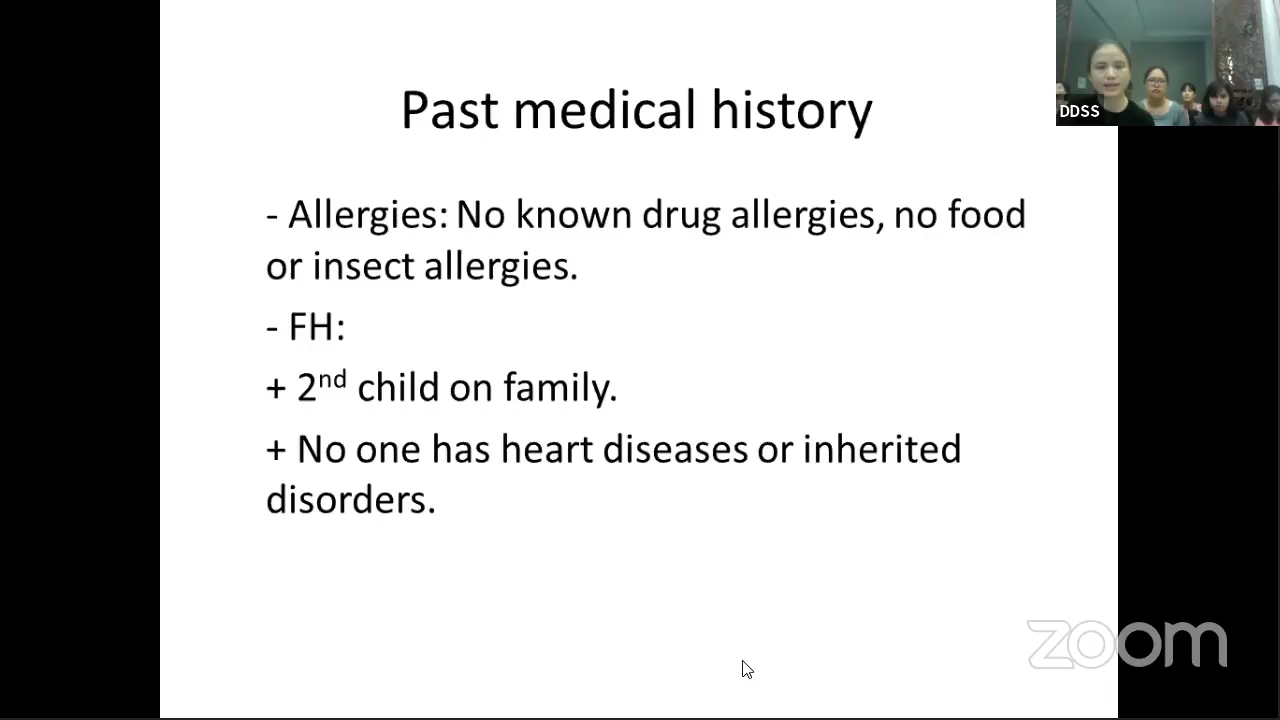 Past medical history
DDSS
- Allergies: No known drug allergies, no food
or insect allergies.
- FH:
+ 2nd child on family.
+ No one has heart diseases or inherited
disorders.
zoom